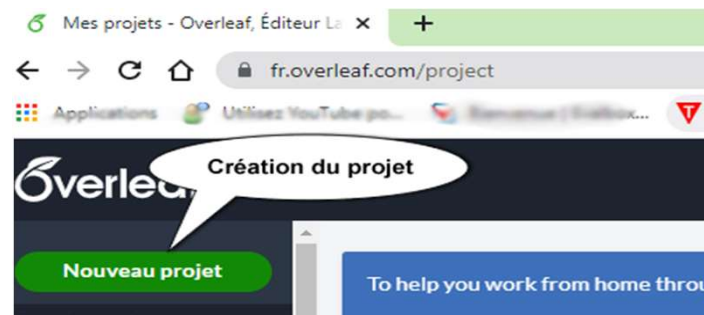 Mes projets - Overleaf, Éditeur La
fr.overleaf.com/project
Applications Utilisez YouTube po...
Création du projet
Nouveau projet
To help you work from home throu